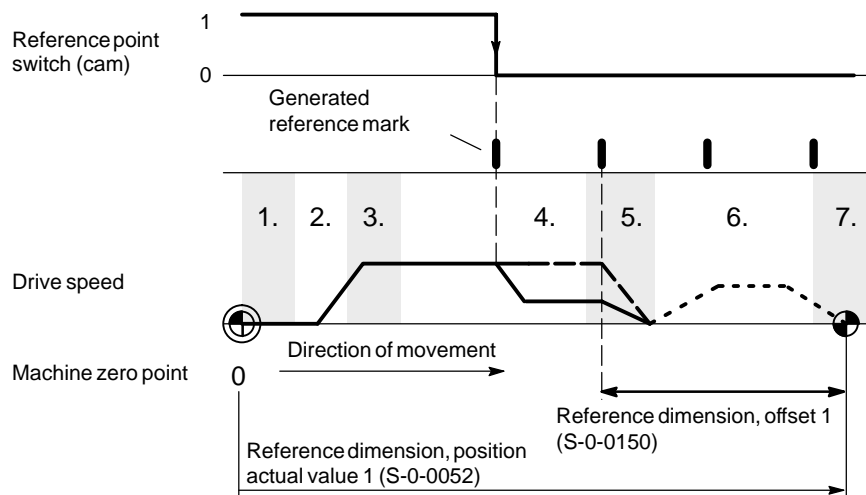 Reference point
switch (cam)
1
0
Generated
reference mark
1.
2.
3.
4.
5.
6.
7.
Drive speed
Direction of movement
Machine zero point
0
Reference dimension, offset 1
(S-0-0150)
Reference dimension, position
actual value 1 (S-0-0052)